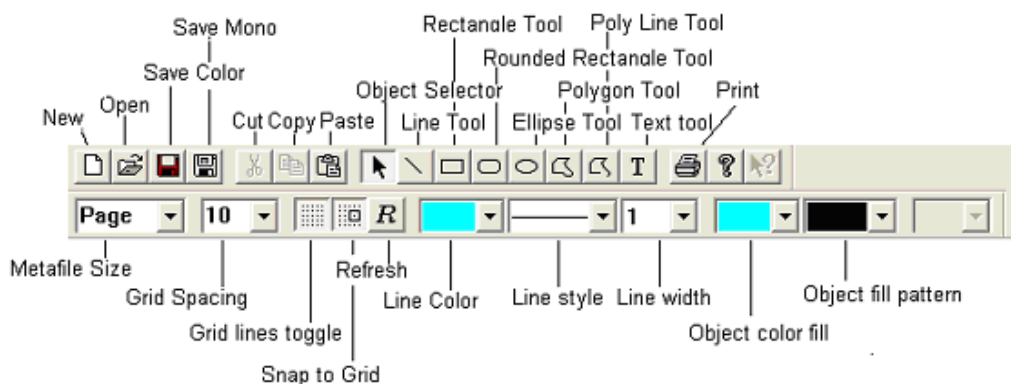 Save Mono
Rectangle Tool
Poly Line Tool
Save Color
Rounded Rectangle Tool
Open
Object Selector
Polygon Tool
Print
New
Cut Copy Paste
Line Tool
Ellipse Tool
Text tool
T
Page
10
R
1
Metafile Size
Refresh
Grid Spacing
Line Color
Line style
Line width
Object fill pattern
Grid lines toggle
Object color fill
Snap to Grid